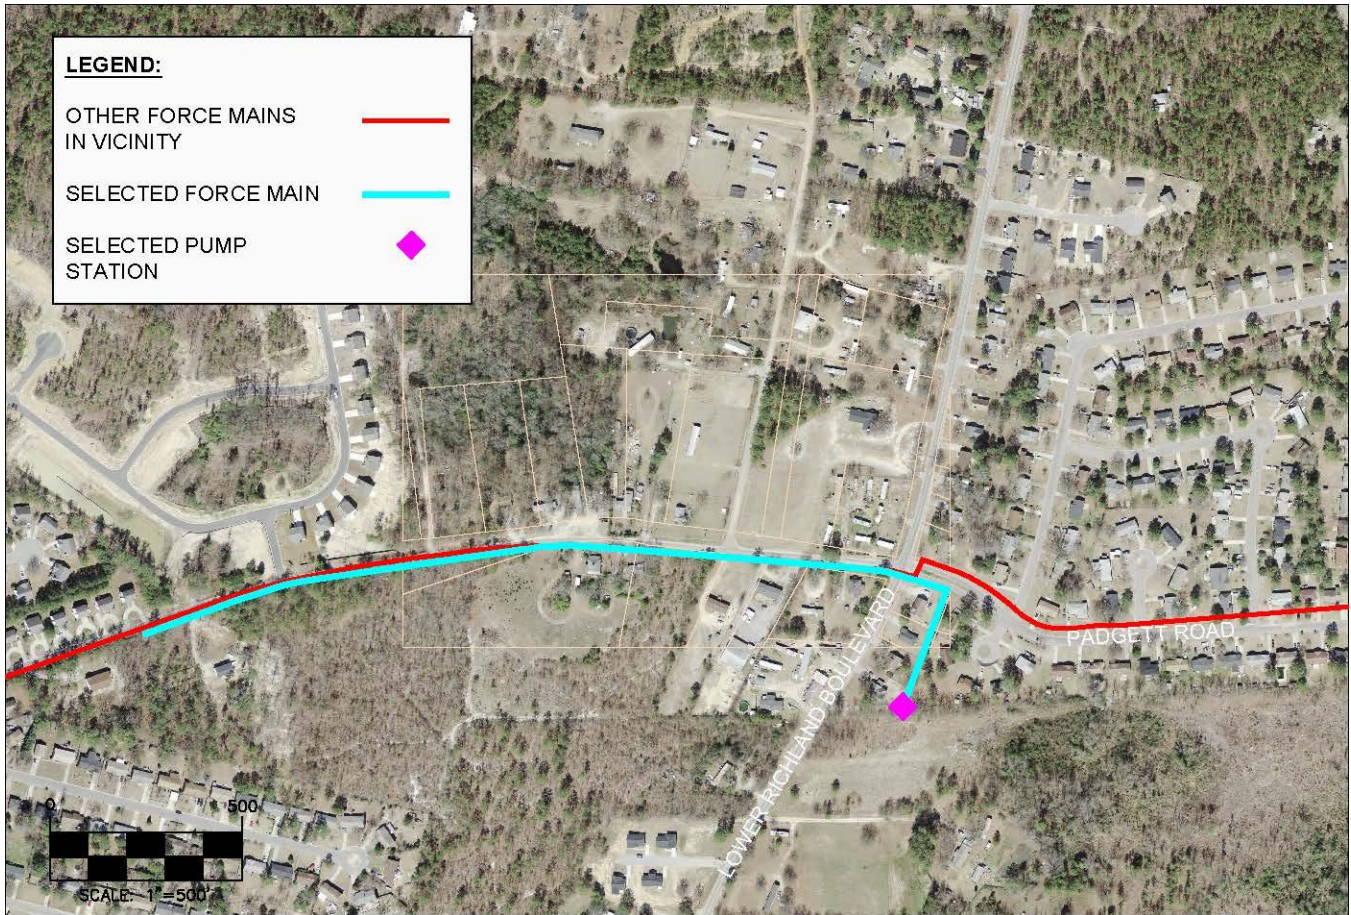 LEGEND:
OTHER FORCE MAINS
IN VICINITY
SELECTED FORCE MAIN
SELECTED PUMP
STATION
PADGETT ROAD
LOWER RICHLAND BOULEVARD
0 500
SCALE: 1"=500'